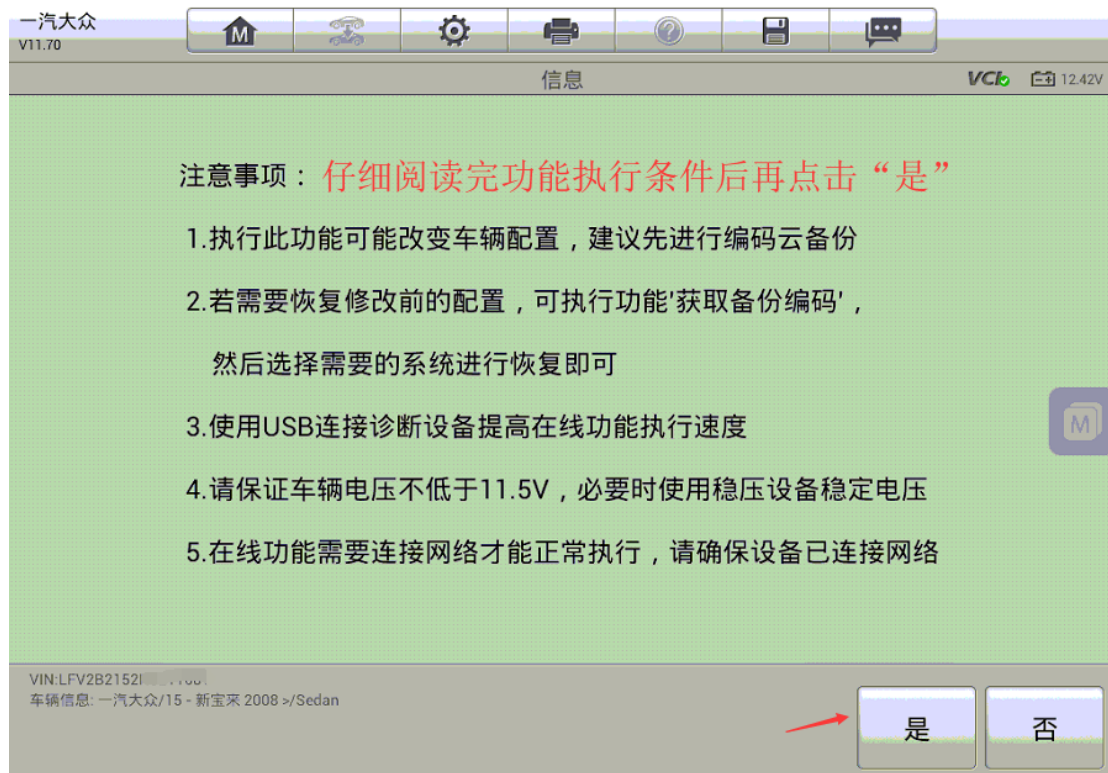 一汽大众
V11.70
信息
VCI
12.42V
注意事项：仔细阅读完功能执行条件后再点击“是”
1.执行此功能可能改变车辆配置，建议先进行编码云备份
2.若需要恢复修改前的配置，可执行功能'获取备份编码'，
然后选择需要的系统进行恢复即可
3.使用USB连接诊断设备提高在线功能执行速度
M
4.请保证车辆电压不低于11.5V，必要时使用稳压设备稳定电压
5.在线功能需要连接网络才能正常执行，请确保设备已连接网络
VIN:LFV2B2152
车辆信息: 一汽大众/15 - 新宝来 2008 >/Sedan
是
否